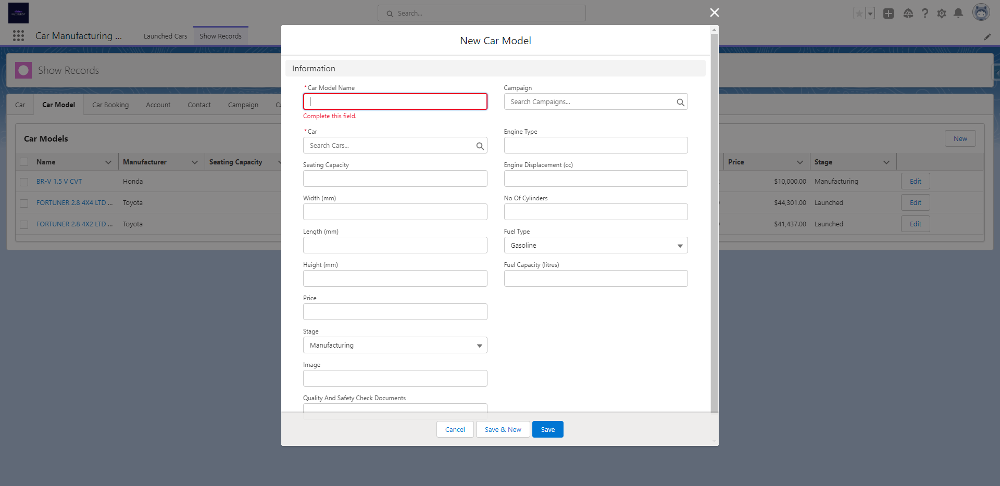 Search...
Car Manufacturing ...
Launched Cars
Show Records
Show Records
Car
Car Model
Car Booking
Account
Contact
Campaign
Car Models
New
Name
Manufacturer
Seating Capacity
Price
Stage
BR-V 1.5 V CVT
Honda
$10,000.00
Manufacturing
Edit
FORTUNER 2.8 4X4 LTD ...
Toyota
$44,301.00
Launched
Edit
FORTUNER 2.8 4X2 LTD ...
Toyota
$41,437.00
Launched
Edit
New Car Model
Information
*Car Model Name
Complete this field.
Campaign
Search Campaigns...
*Car
Search Cars...
Engine Type
Seating Capacity
Engine Displacement (cc)
Width (mm)
No Of Cylinders
Length (mm)
Fuel Type
Gasoline
Height (mm)
Fuel Capacity (litres)
Price
Stage
Manufacturing
Image
Quality And Safety Check Documents
Cancel
Save & New
Save